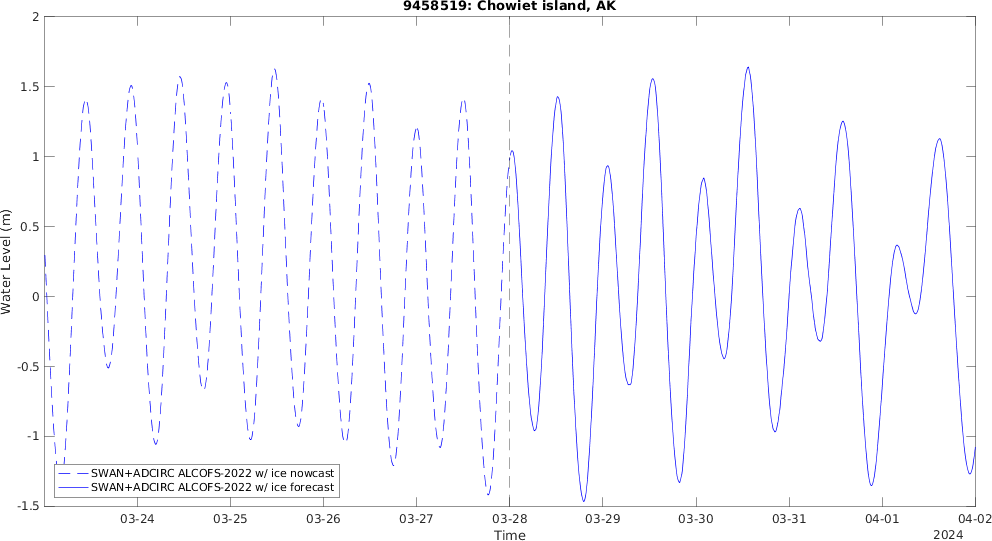 9458519: Chowiet island, AK
Water Level (m)
2
1.5
1
0.5
0
-0.5
-1
-1.5
SWAN+ADCIRC ALCOFS-2022 w/ ice nowcast
SWAN+ADCIRC ALCOFS-2022 w/ ice forecast
03-24 03-25 03-26 03-27 03-28 03-29 03-30 03-31 04-01 04-02
Time
2024